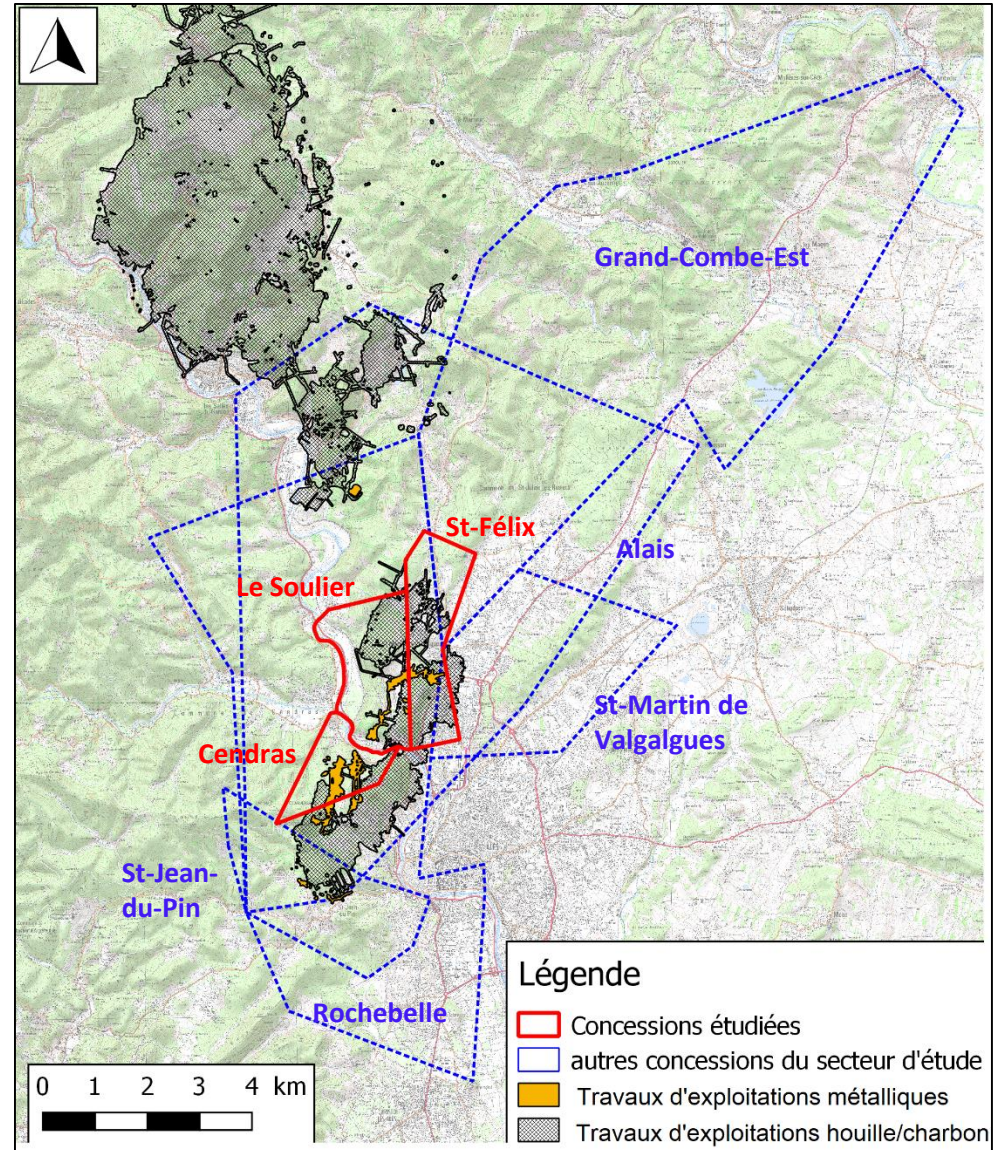 Grand-Combe-Est
St-Félix
Alais
Le Soulier
St-Martin de
Valgalgues
Cendras
St-Jean-
du-Pin
Rochebelle
Légende
Concessions étudiées
autres concessions du secteur d'étude
Travaux d'exploitations métalliques
Travaux d'exploitations houille/charbon
0 1 2 3 4 km